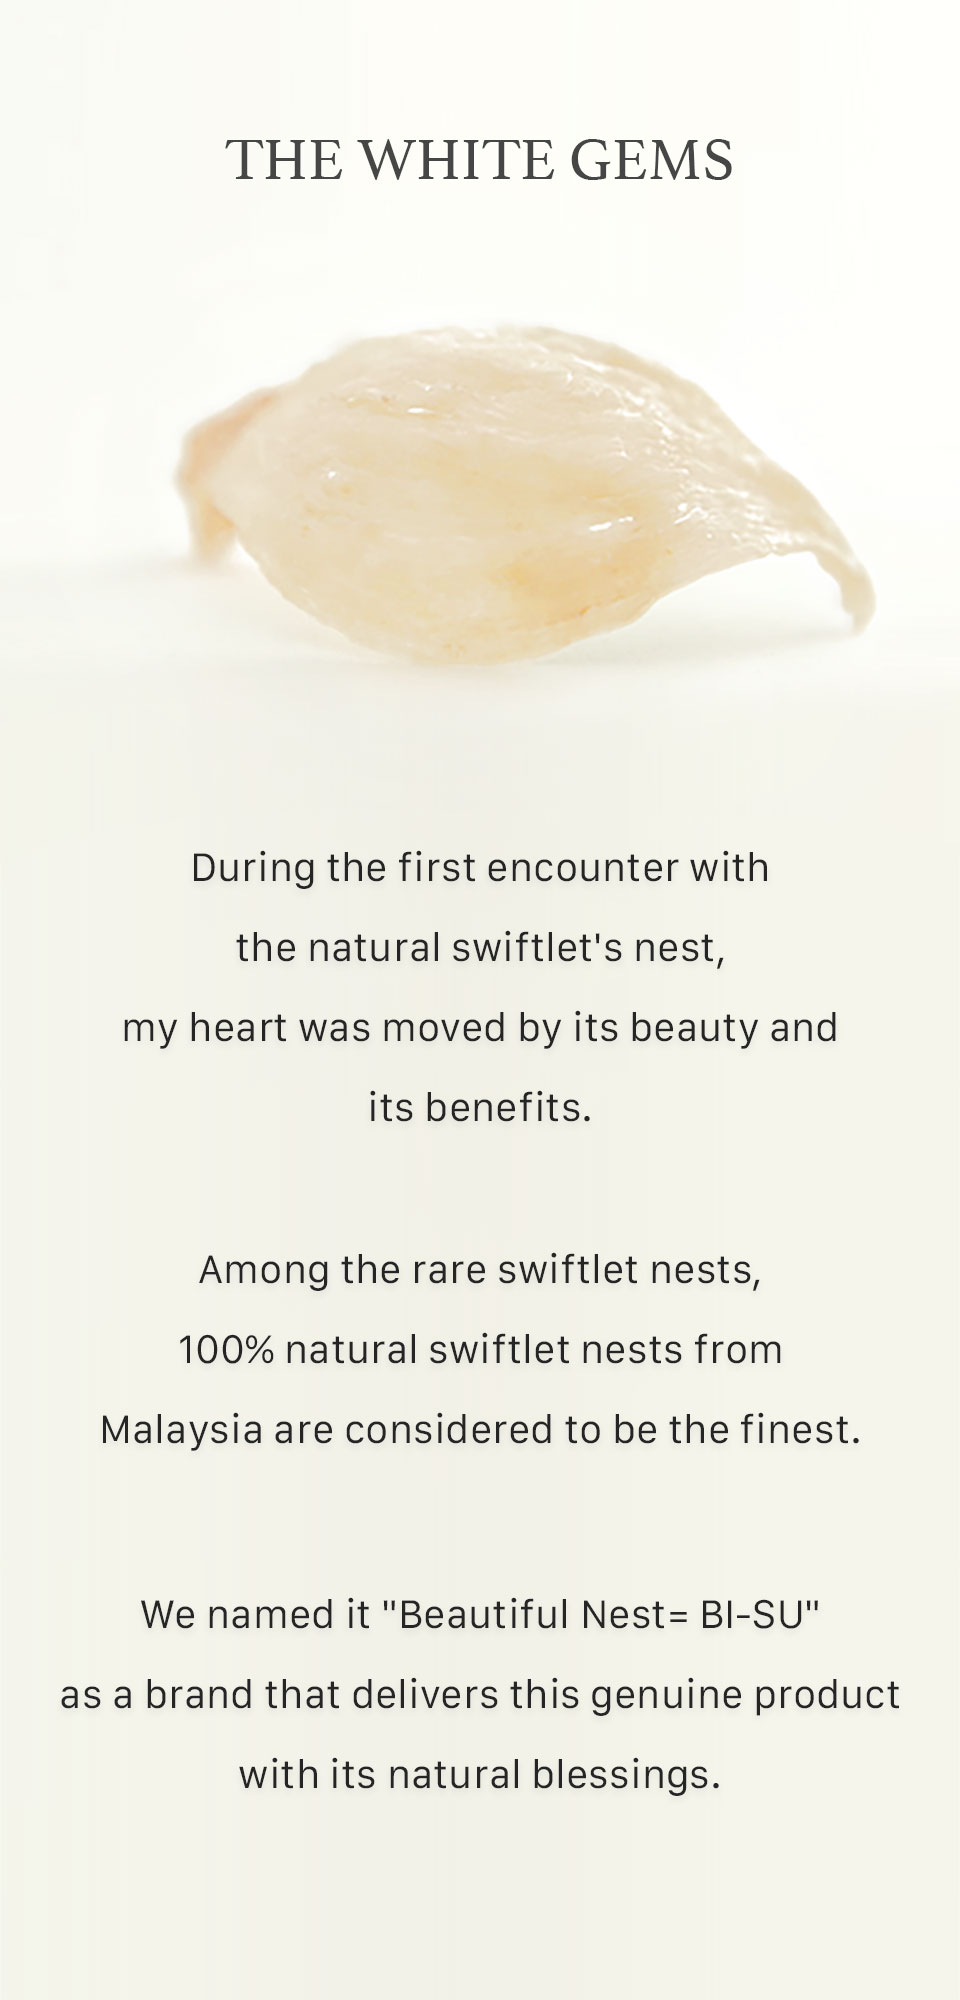 THE WHITE GEMS
During the first encounter with
the natural swiftlet's nest,
my heart was moved by its beauty and
its benefits.
Among the rare swiftlet nests,
100% natural swiftlet nests from
Malaysia are considered to be the finest.
We named it "Beautiful Nest= BI-SU"
as a brand that delivers this genuine product
with its natural blessings.